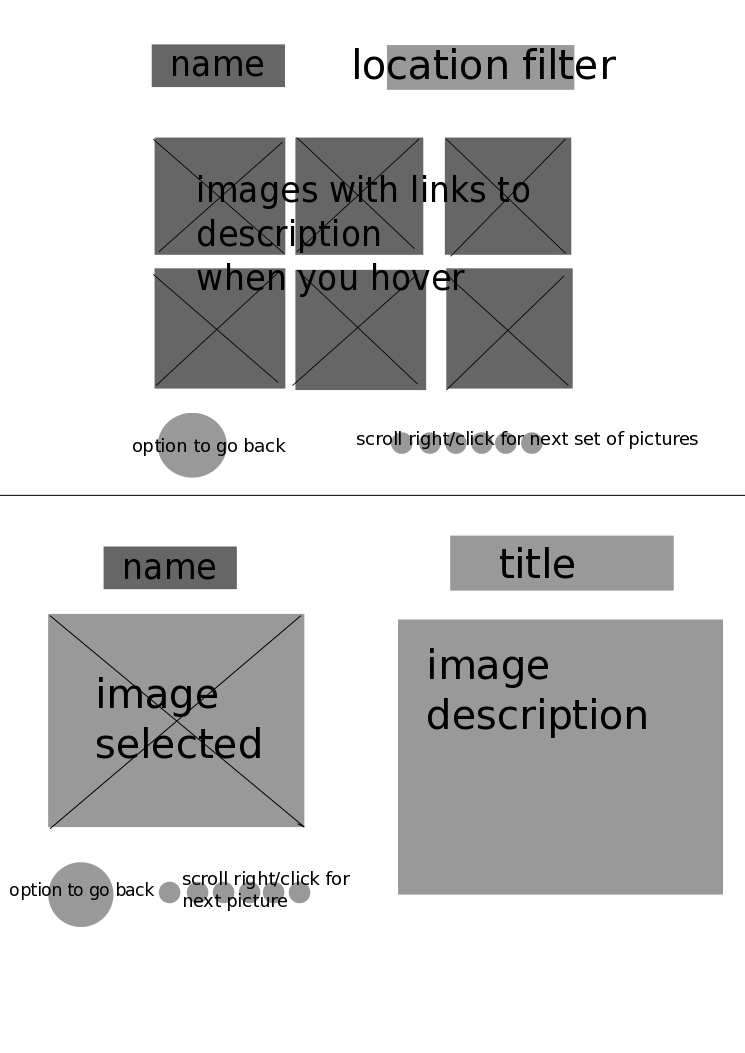 name
location filter
images with links to
description
when you hover
option to go back
scroll right/click for next set of pictures
name
title
image
selected
image
description
option to go back
scroll right/click for
next picture